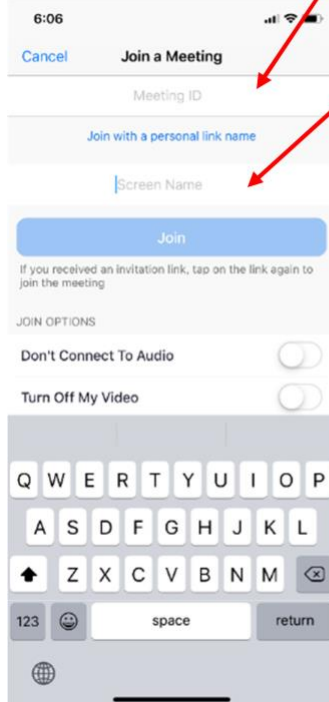 6:06
Cancel Join a Meeting
Meeting ID
Join with a personal link name
Screen Name
Join
If you received an invitation link, tap on the link again to
join the meeting
JOIN OPTIONS
Don't Connect To Audio
Turn Off My Video
Q W E R T Y U I O P
A S D F G H J K L
Z X C V B N M
123 space return